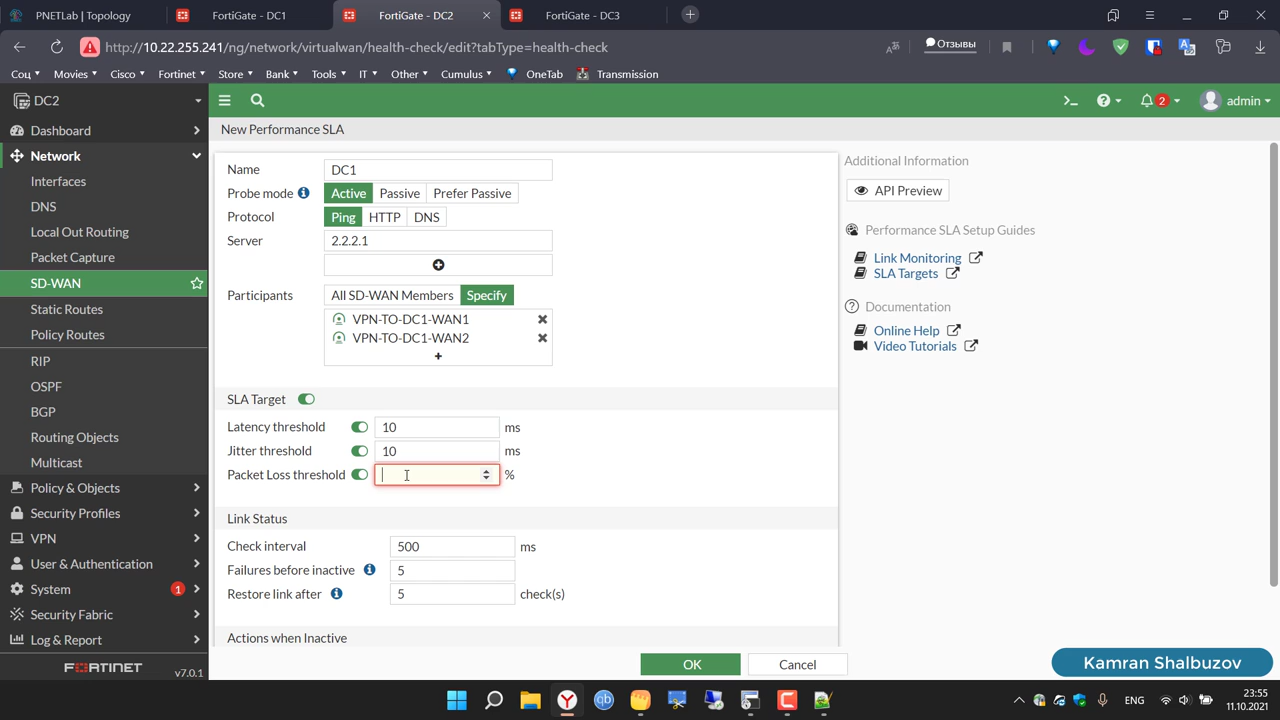 PNETLab | Topology
FortiGate - DC1
FortiGate - DC2
FortiGate - DC3
http://10.22.255.241/ng/network/virtualwan/health-check/edit?tabType=health-check
Отзывы
Соц
Movies
Cisco
Fortinet
Store
Bank
Tools
IT
Other
Cumulus
OneTab
Transmission
DC2
2
admin
Dashboard
Network
Interfaces
DNS
Local Out Routing
Packet Capture
SD-WAN
Static Routes
Policy Routes
RIP
OSPF
BGP
Routing Objects
Multicast
Policy & Objects
Security Profiles
VPN
User & Authentication
System 1
Security Fabric
Log & Report
FORTINET v7.0.1
New Performance SLA
Name DC1
Probe mode Active Passive Prefer Passive
Protocol Ping HTTP DNS
Server 2.2.2.1
Participants All SD-WAN Members Specify
VPN-TO-DC1-WAN1
VPN-TO-DC1-WAN2
SLA Target
Latency threshold 10 ms
Jitter threshold 10 ms
Packet Loss threshold %
Link Status
Check interval 500 ms
Failures before inactive 5
Restore link after 5 check(s)
Actions when Inactive
OK Cancel
Additional Information
API Preview
Performance SLA Setup Guides
Link Monitoring
SLA Targets
Documentation
Online Help
Video Tutorials
Kamran Shalbuzov
qb
ENG
23:55
11.10.2021